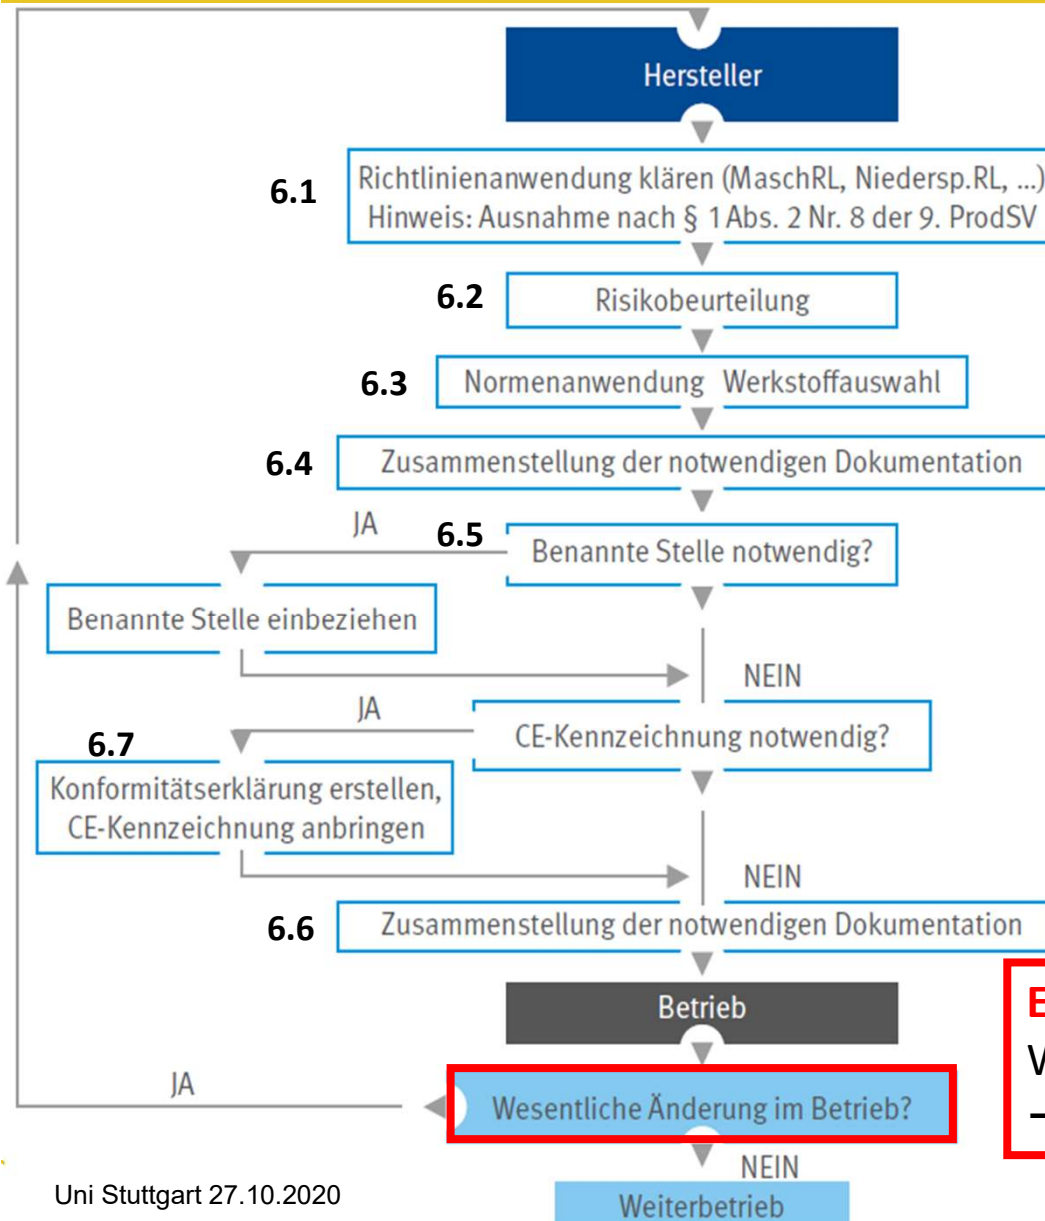 Hersteller
6.1
Richtlinienanwendung klären (MaschRL, Niedersp.RL, ...)
Hinweis: Ausnahme nach § 1 Abs. 2 Nr. 8 der 9. ProdSV
6.2
Risikobeurteilung
6.3
Normenanwendung Werkstoffauswahl
6.4
Zusammenstellung der notwendigen Dokumentation
JA
6.5
Benannte Stelle notwendig?
Benannte Stelle einbeziehen
NEIN
JA
CE-Kennzeichnung notwendig?
6.7
Konformitätserklärung erstellen,
CE-Kennzeichnung anbringen
NEIN
6.6
Zusammenstellung der notwendigen Dokumentation
Betrieb
JA
Wesentliche Änderung im Betrieb?
NEIN
Uni Stuttgart 27.10.2020
Weiterbetrieb